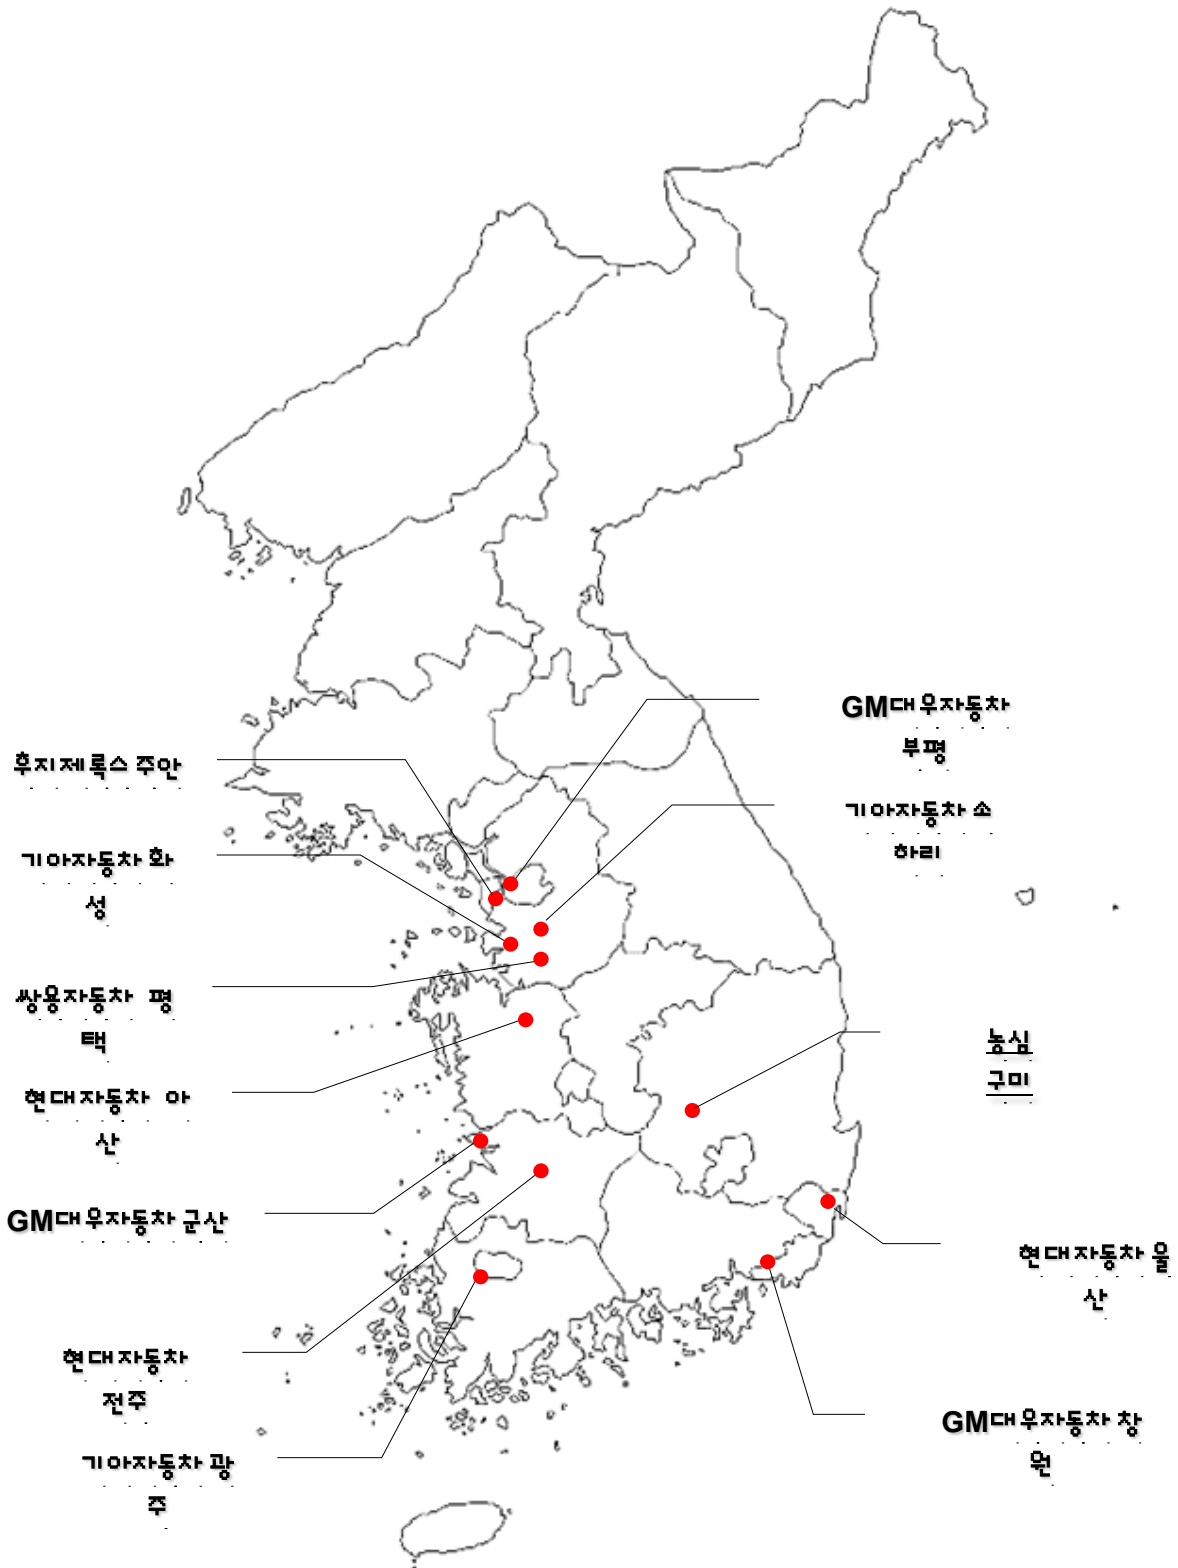 GM대우자동차
부평
후지제록스 주안
기아자동차 소
하리
기아자동차 화
성
쌍용자동차 평
택
농심
구미
현대자동차 아
산
GM대우자동차 군산
현대자동차 울
산
현대자동차
전주
GM대우자동차 창
원
기아자동차 광
주